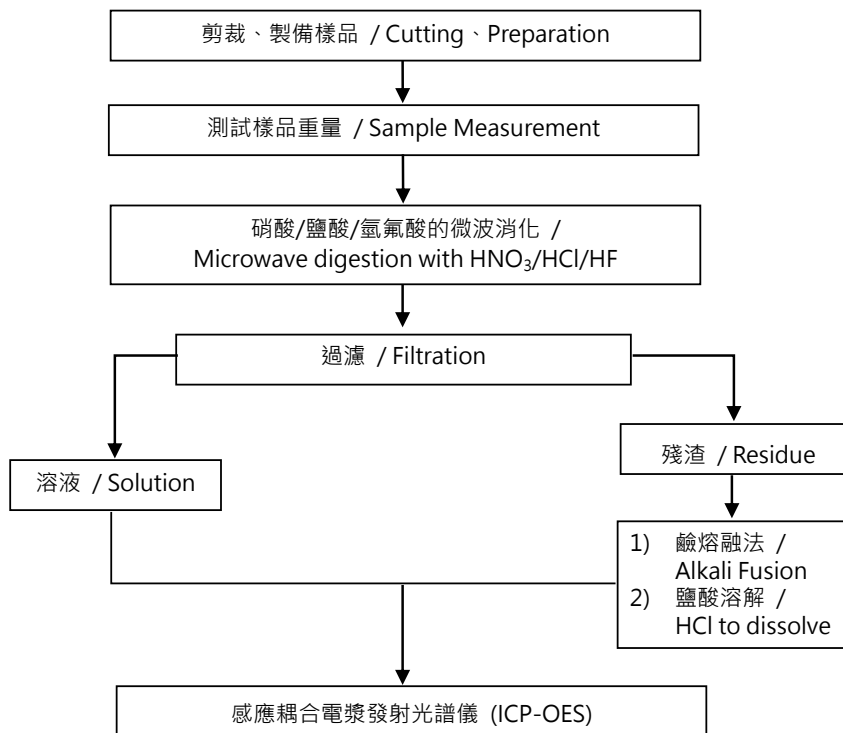 剪裁、製備樣品 / Cutting、Preparation
測試樣品重量 / Sample Measurement
硝酸/鹽酸/氫氟酸的微波消化 /
Microwave digestion with HNO₃/HCl/HF
過濾 / Filtration
溶液 / Solution
殘渣 / Residue
1) 鹼熔融法 /
Alkali Fusion
2) 鹽酸溶解 /
HCl to dissolve
感應耦合電漿發射光譜儀 (ICP-OES)